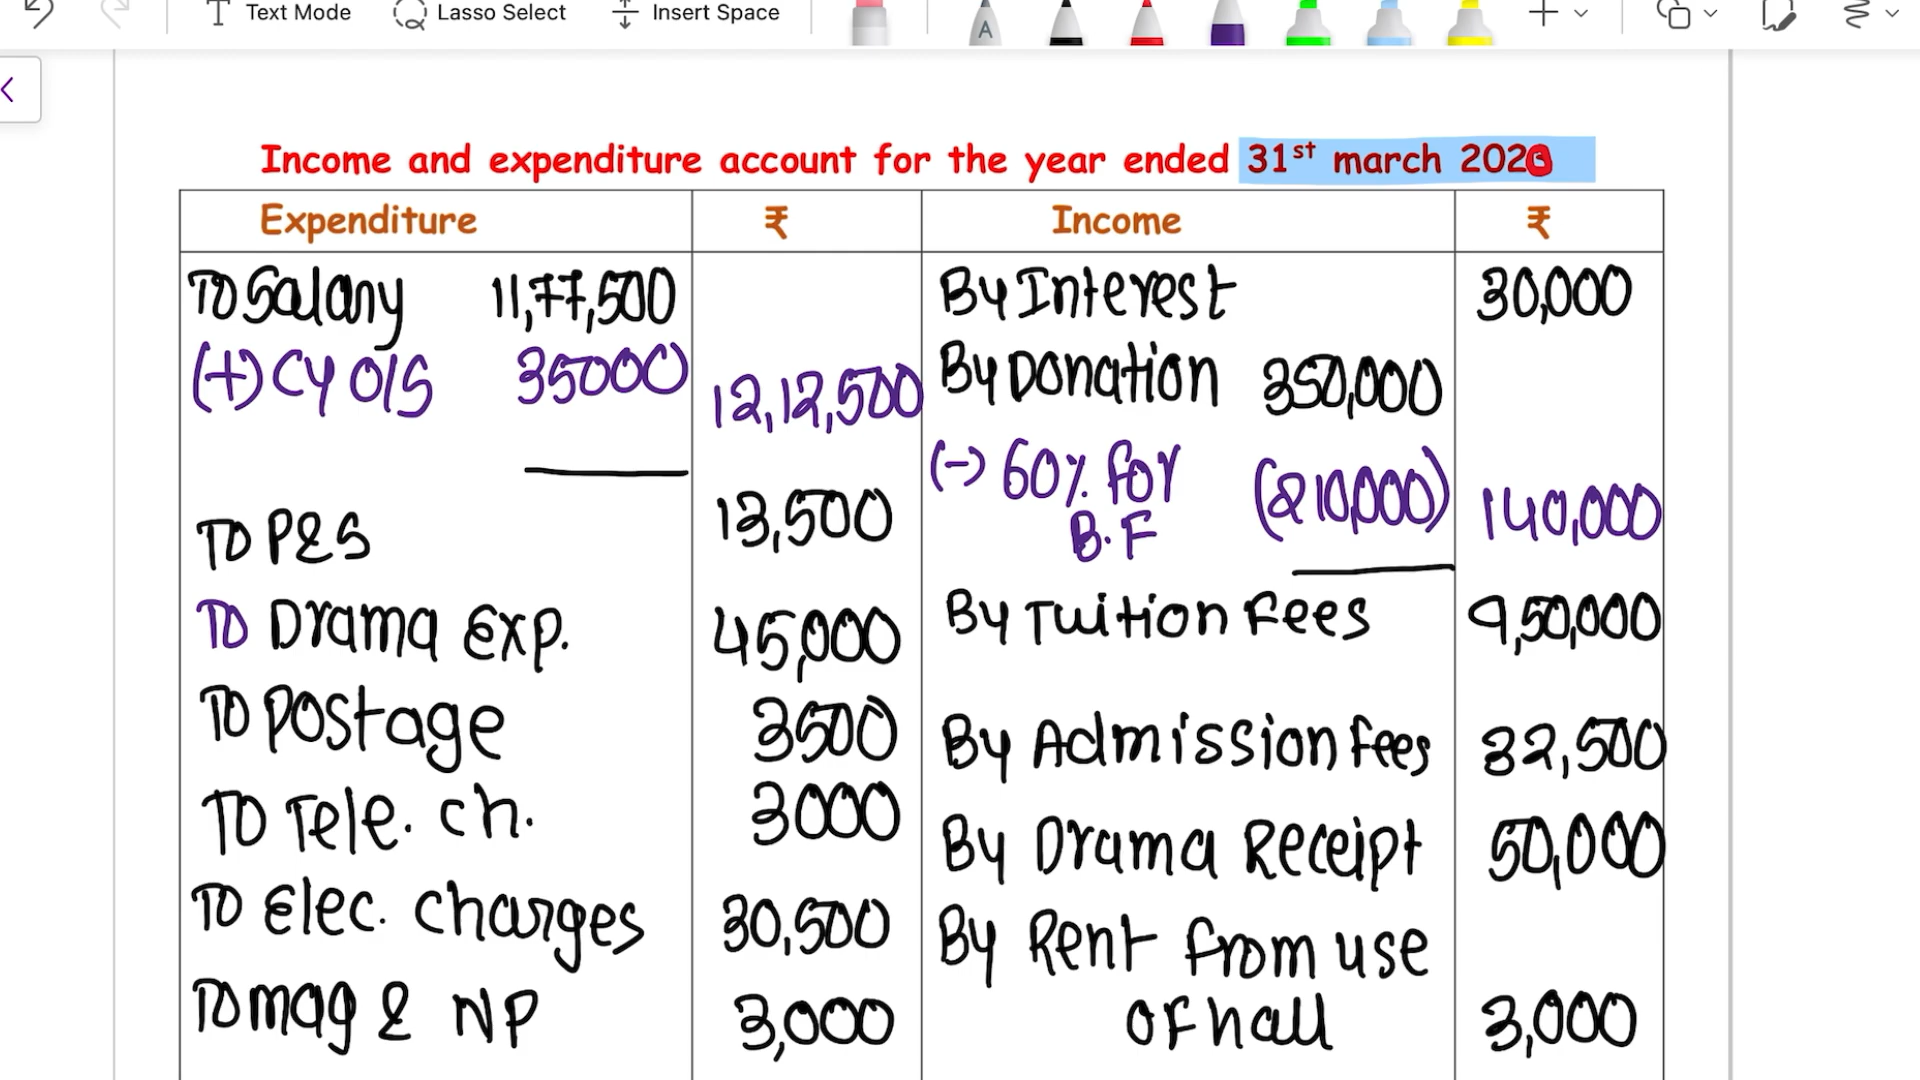 Text Mode Lasso Select Insert Space
Income and expenditure account for the year ended 31st march 2023
Expenditure ₹ Income ₹
To Salary 11,77,500
(+) CY O/S 35000 12,12,500
To P&S 13,500
To Drama Exp. 45,000
To Postage 3500
To Tele. ch. 3000
To Elec. charges 30,500
To mag & NP 3,000
By Interest 30,000
By Donation 350,000
(-) 60% for (210,000) 140,000
B.F
By Tuition Fees 9,50,000
By Admission Fees 32,500
By Drama Receipt 50,000
By Rent from use
of hall 3,000